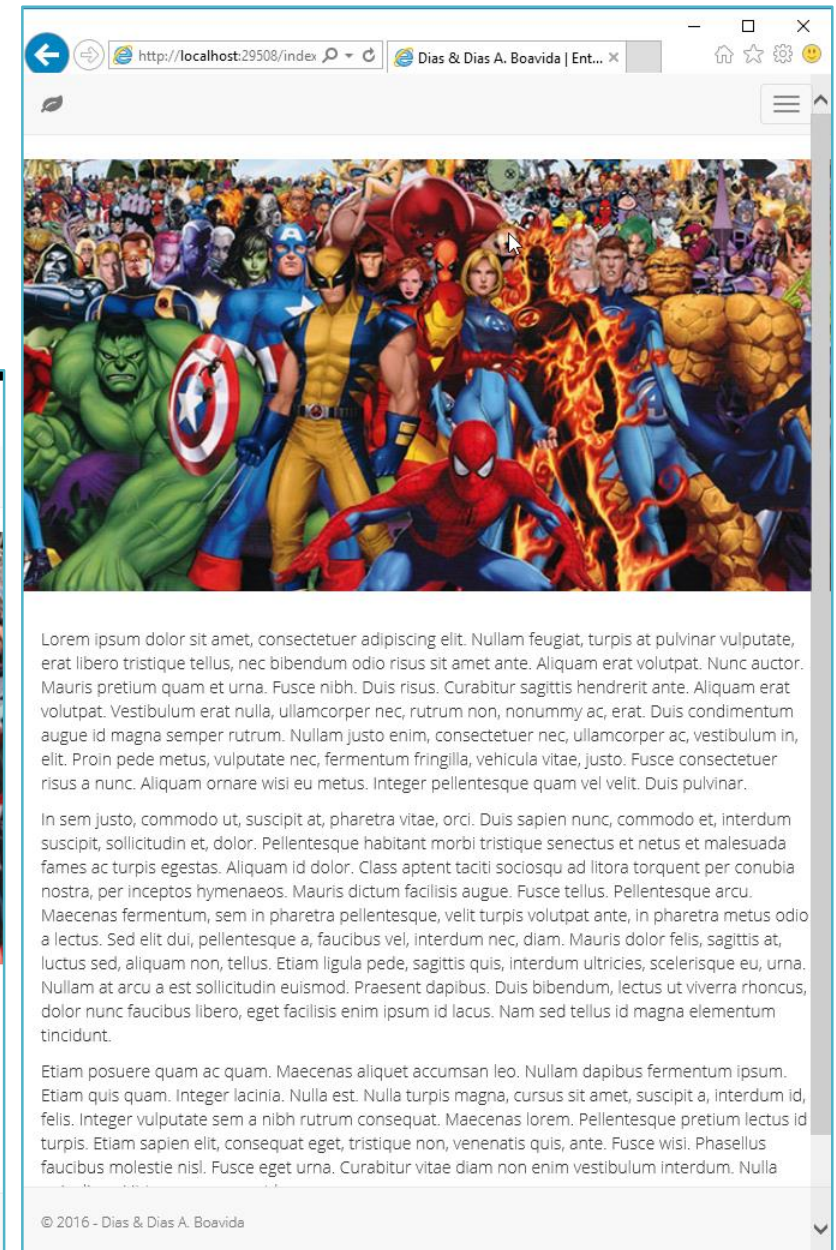 http://localhost:29508/index
Dias & Dias A. Boavida | Ent...
Lorem ipsum dolor sit amet, consectetuer adipiscing elit. Nullam feugiat, turpis at pulvinar vulputate,
erat libero tristique tellus, nec bibendum odio risus sit amet ante. Aliquam erat volutpat. Nunc auctor.
Mauris pretium quam et urna. Fusce nibh. Duis risus. Curabitur sagittis hendrerit ante. Aliquam erat
volutpat. Vestibulum erat nulla, ullamcorper nec, rutrum non, nonummy ac, erat. Duis condimentum
augue id magna semper rutrum. Nullam justo enim, consectetuer nec, ullamcorper ac, vestibulum in,
elit. Proin pede metus, vulputate nec, fermentum fringilla, vehicula vitae, justo. Fusce consectetuer
risus a nunc. Aliquam ornare wisi eu metus. Integer pellentesque quam vel velit. Duis pulvinar.
In sem justo, commodo ut, suscipit at, pharetra vitae, orci. Duis sapien nunc, commodo et, interdum
suscipit, sollicitudin et, dolor. Pellentesque habitant morbi tristique senectus et netus et malesuada
fames ac turpis egestas. Aliquam id dolor. Class aptent taciti sociosqu ad litora torquent per conubia
nostra, per inceptos hymenaeos. Mauris dictum facilisis augue. Fusce tellus. Pellentesque arcu.
Maecenas fermentum, sem in pharetra pellentesque, velit turpis volutpat ante, in pharetra metus odio
a lectus. Sed elit dui, pellentesque a, faucibus vel, interdum nec, diam. Mauris dolor felis, sagittis at,
luctus sed, aliquam non, tellus. Etiam ligula pede, sagittis quis, interdum ultricies, scelerisque eu, urna.
Nullam at arcu a est sollicitudin euismod. Praesent dapibus. Duis bibendum, lectus ut viverra rhoncus,
dolor nunc faucibus libero, eget facilisis enim ipsum id lacus. Nam sed tellus id magna elementum
tincidunt.
Etiam posuere quam ac quam. Maecenas aliquet accumsan leo. Nullam dapibus fermentum ipsum.
Etiam quis quam. Integer lacinia. Nulla est. Nulla turpis magna, cursus sit amet, suscipit a, interdum id,
felis. Integer vulputate sem a nibh rutrum consequat. Maecenas lorem. Pellentesque pretium lectus id
turpis. Etiam sapien elit, consequat eget, tristique non, venenatis quis, ante. Fusce wisi. Phasellus
faucibus molestie nisl. Fusce eget urna. Curabitur vitae diam non enim vestibulum interdum. Nulla
© 2016 - Dias & Dias A. Boavida